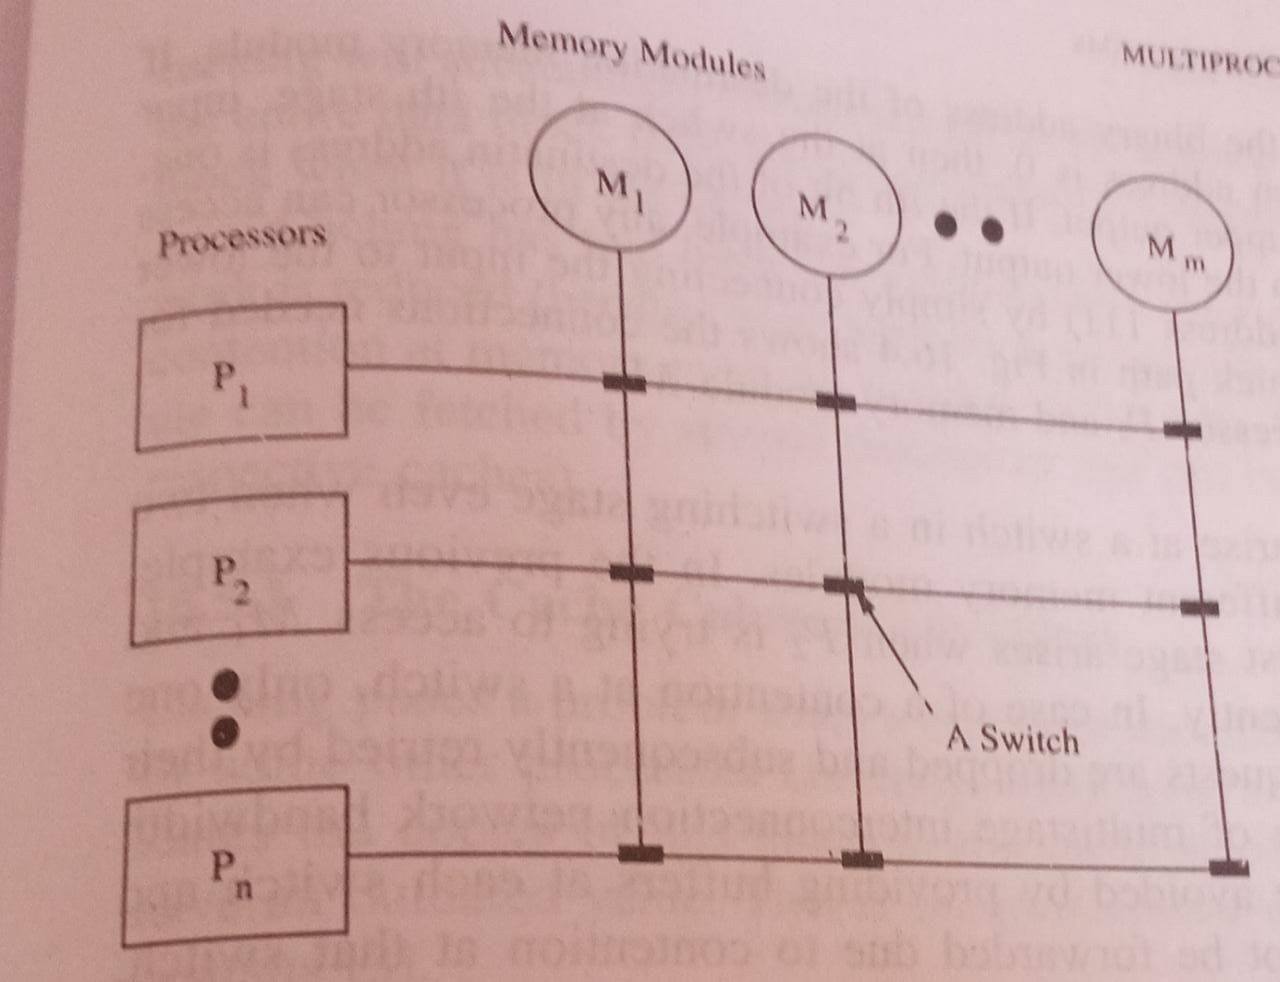 Memory Modules
MULTIPROC
M1
M2
Mm
Processors
P1
P2
A Switch
Pn